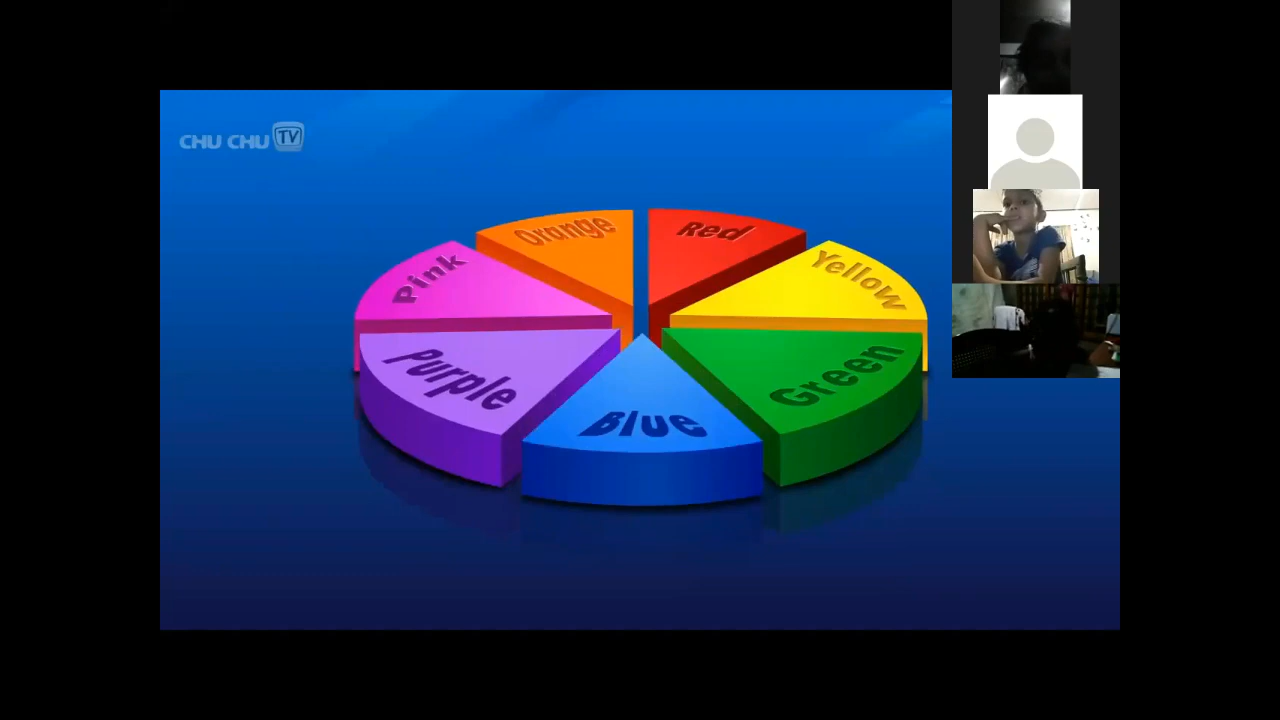 CHU CHU TV
Orange
Red
Pink
Yellow
Purple
Green
Blue